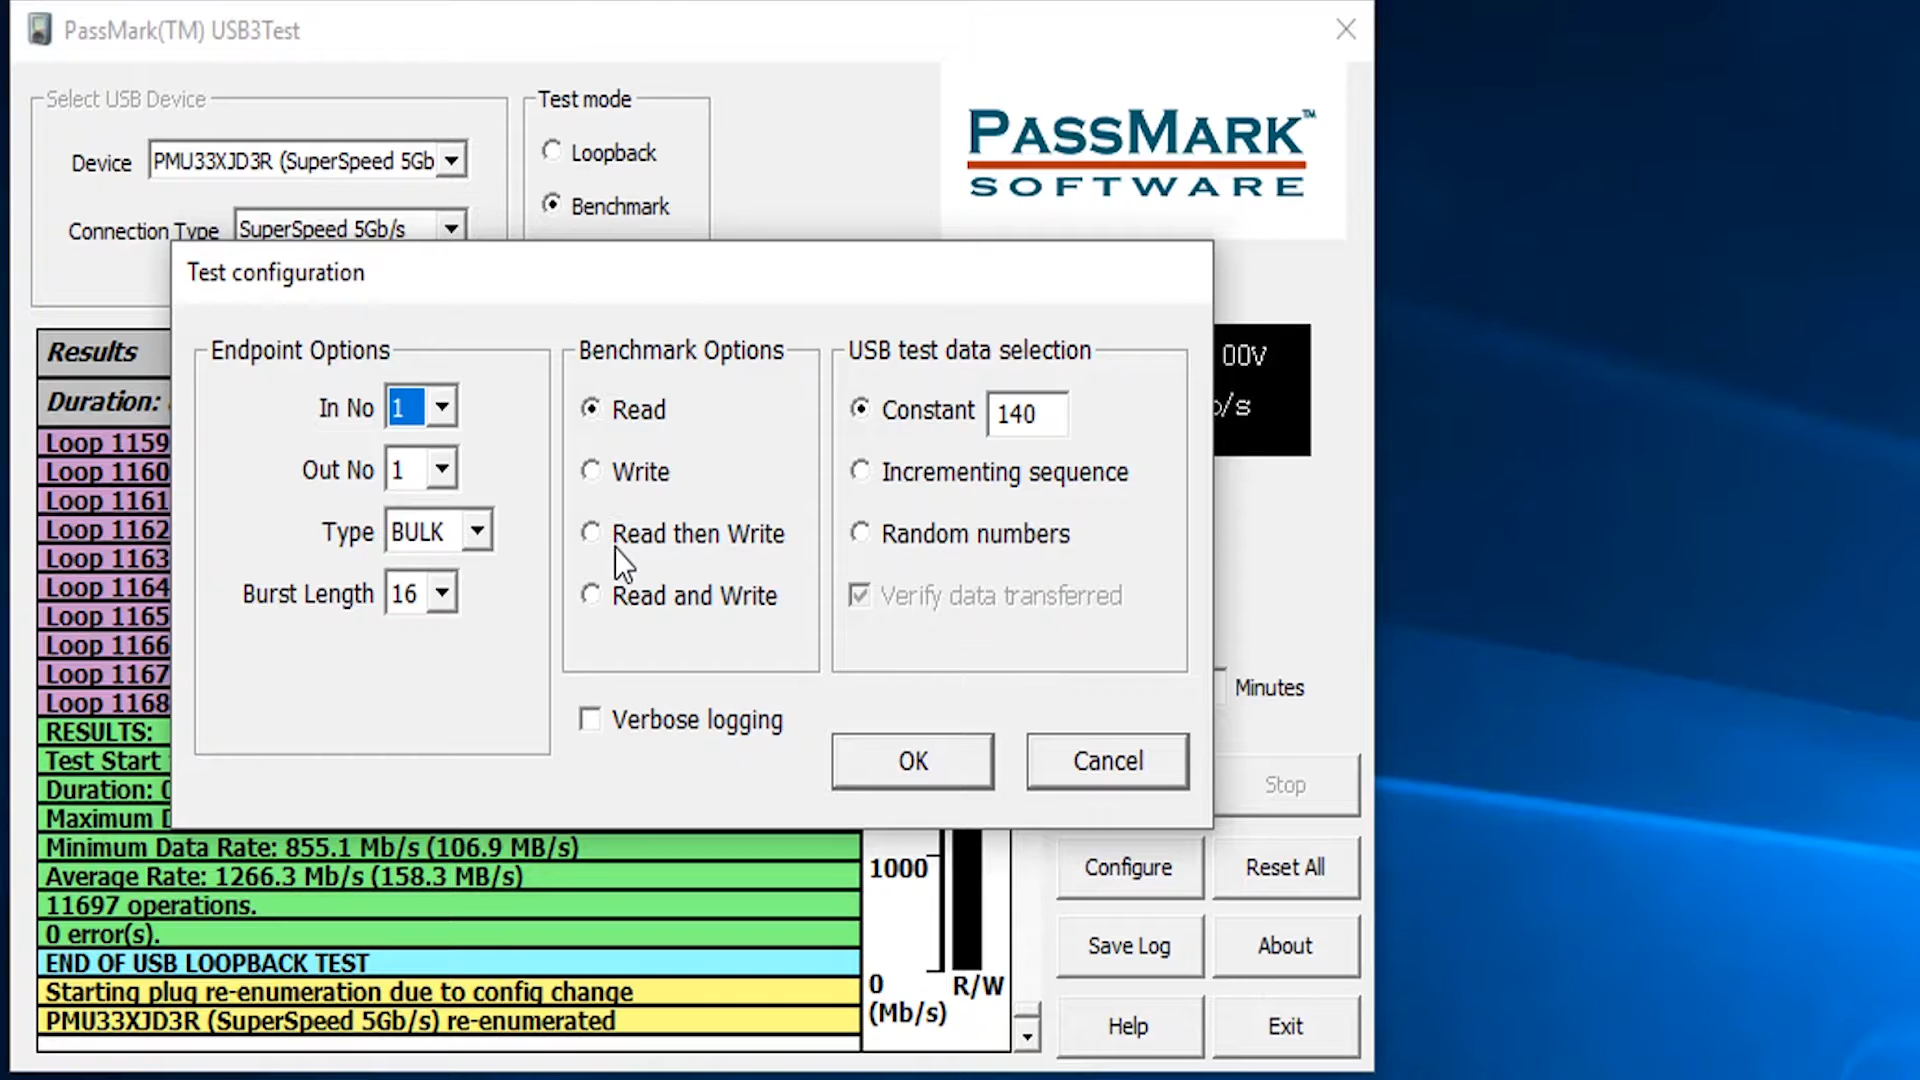 PassMark(TM) USB3Test
Select USB Device
Device PMU33XJD3R (SuperSpeed 5Gb
Connection Type SuperSpeed 5Gb/s
Test mode
Loopback
Benchmark
PASSMARK™
SOFTWARE
Test configuration
Endpoint Options
In No 1
Out No 1
Type BULK
Burst Length 16
Benchmark Options
Read
Write
Read then Write
Read and Write
Verbose logging
USB test data selection
Constant 140
Incrementing sequence
Random numbers
Verify data transferred
OK
Cancel
00V
/s
Results
Duration:
Loop 1159
Loop 1160
Loop 1161
Loop 1162
Loop 1163
Loop 1164
Loop 1165
Loop 1166
Loop 1167
Loop 1168
RESULTS:
Test Start
Duration: 0
Maximum D
Minimum Data Rate: 855.1 Mb/s (106.9 MB/s)
Average Rate: 1266.3 Mb/s (158.3 MB/s)
11697 operations.
0 error(s).
END OF USB LOOPBACK TEST
Starting plug re-enumeration due to config change
PMU33XJD3R (SuperSpeed 5Gb/s) re-enumerated
1000
0
(Mb/s)
R/W
Minutes
Stop
Configure
Reset All
Save Log
About
Help
Exit